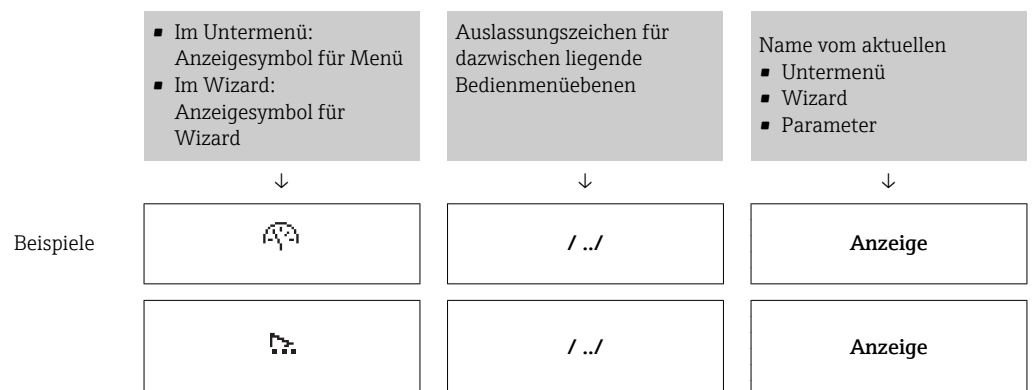 ▪ Im Untermenü:
Anzeigesymbol für Menü
▪ Im Wizard:
Anzeigesymbol für
Wizard
Auslassungszeichen für
dazwischen liegende
Bedienmenüebenen
Name vom aktuellen
▪ Untermenü
▪ Wizard
▪ Parameter
↓ ↓ ↓
Beispiele / ../ Anzeige
/ ../ Anzeige